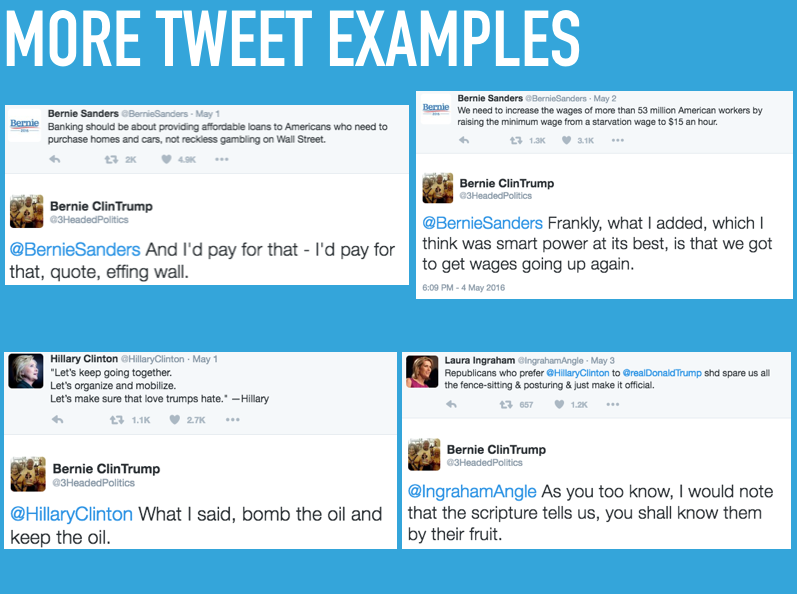 MORE TWEET EXAMPLES
Bernie
Bernie Sanders @BernieSanders · May 1
Banking should be about providing affordable loans to Americans who need to
purchase homes and cars, not reckless gambling on Wall Street.
2K 4.9K
Bernie ClinTrump
@3HeadedPolitics
@BernieSanders And I'd pay for that - I'd pay for
that, quote, effing wall.
Bernie
Bernie Sanders @BernieSanders · May 2
We need to increase the wages of more than 53 million American workers by
raising the minimum wage from a starvation wage to $15 an hour.
1.3K 3.1K
Bernie ClinTrump
@3HeadedPolitics
@BernieSanders Frankly, what I added, which I
think was smart power at its best, is that we got
to get wages going up again.
6:09 PM - 4 May 2016
Hillary Clinton @HillaryClinton · May 1
"Let's keep going together.
Let's organize and mobilize.
Let's make sure that love trumps hate." —Hillary
1.1K 2.7K
Bernie ClinTrump
@3HeadedPolitics
@HillaryClinton What I said, bomb the oil and
keep the oil.
Laura Ingraham @IngrahamAngle · May 3
Republicans who prefer @HillaryClinton to @realDonaldTrump shd spare us all
the fence-sitting & posturing & just make it official.
657 1.2K
Bernie ClinTrump
@3HeadedPolitics
@IngrahamAngle As you too know, I would note
that the scripture tells us, you shall know them
by their fruit.